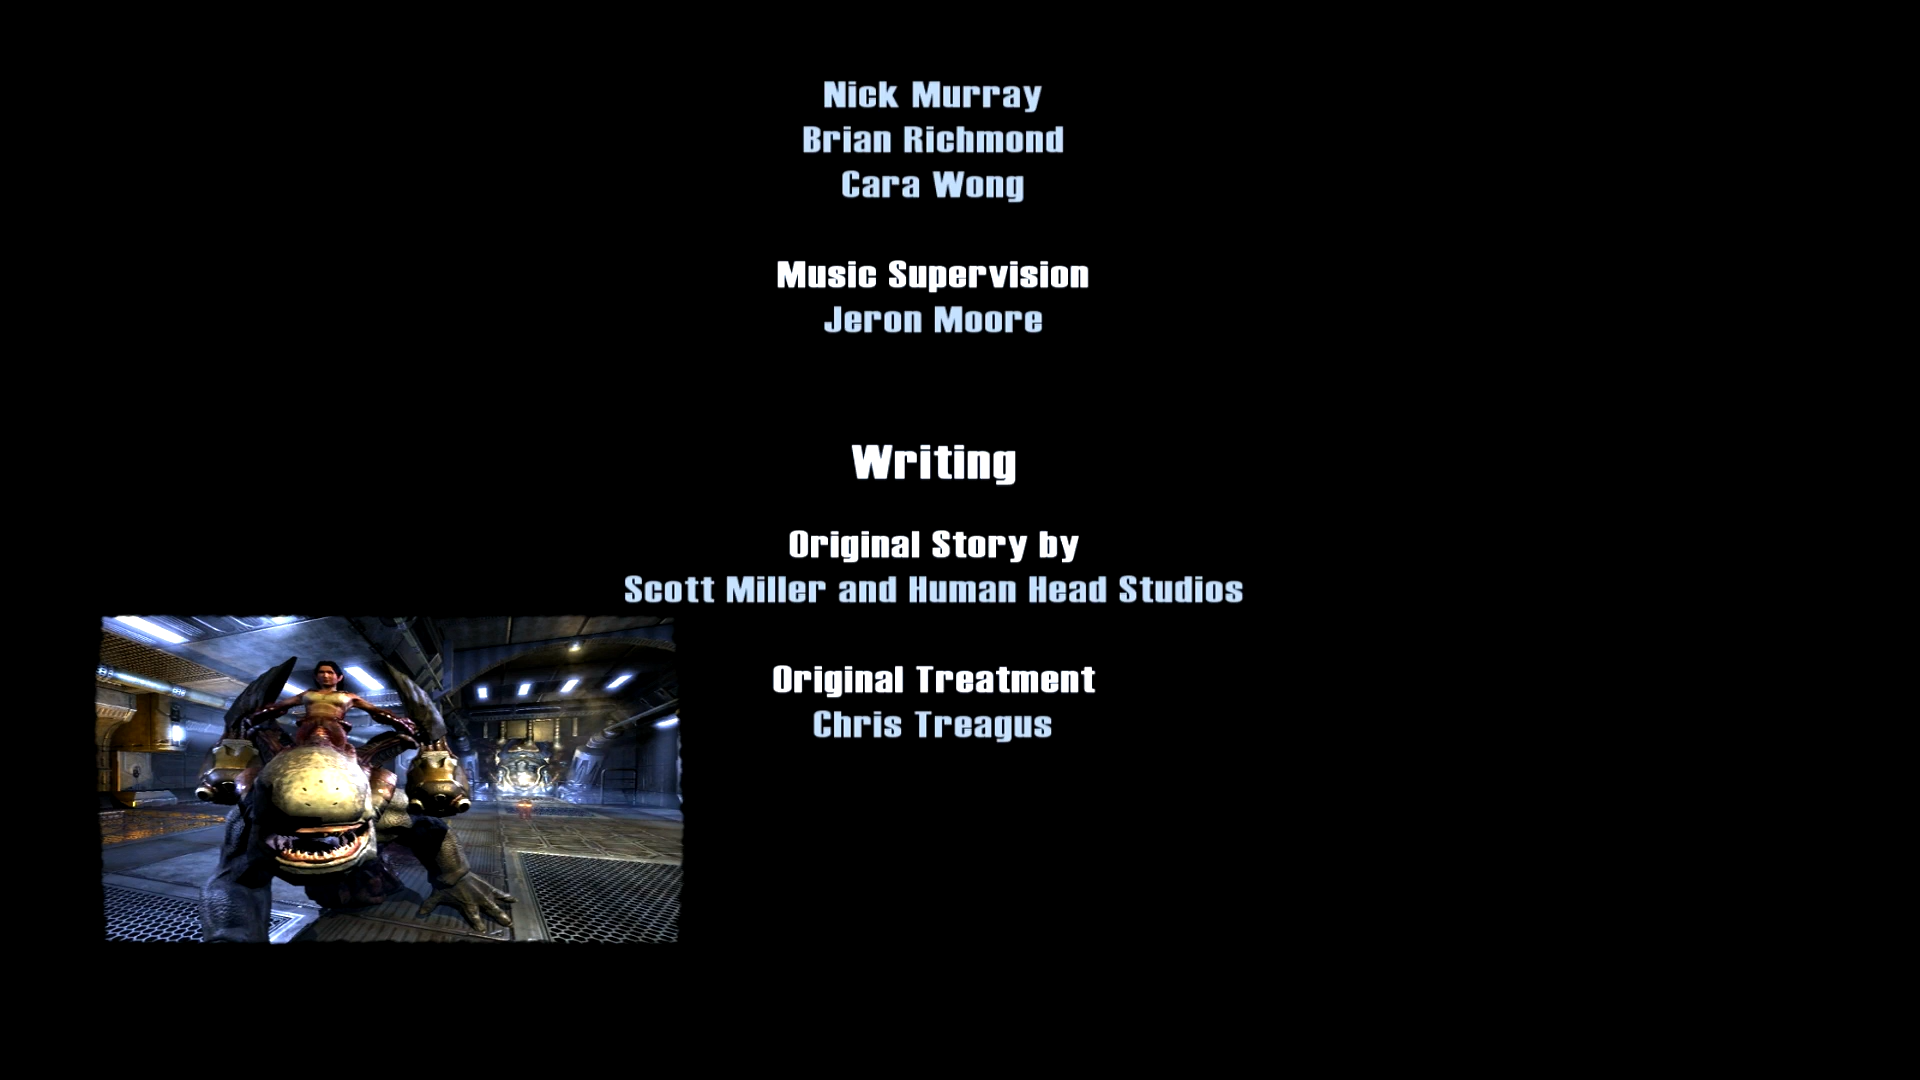 Nick Murray
Brian Richmond
Cara Wong
Music Supervision
Jeron Moore
Writing
Original Story by
Scott Miller and Human Head Studios
Original Treatment
Chris Treagus